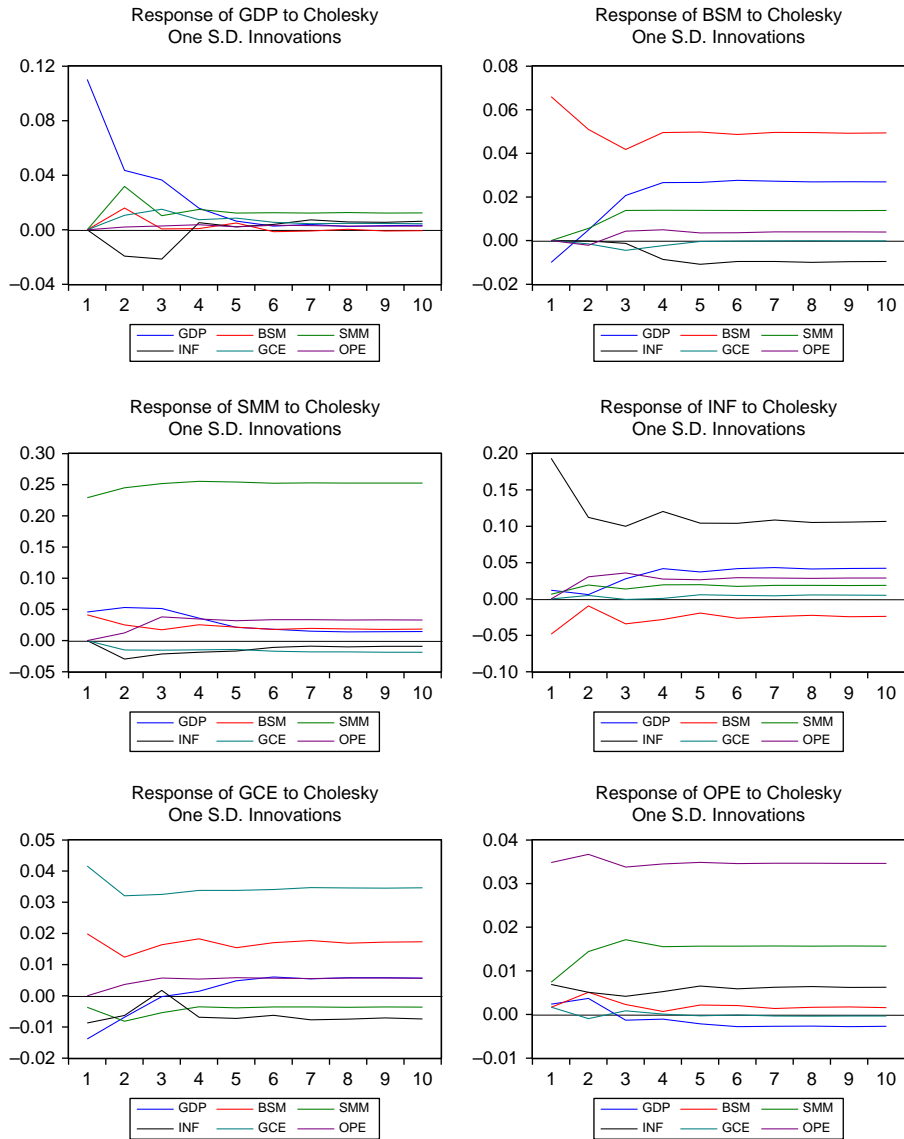 Response of GDP to Cholesky
One S.D. Innovations
0.12
0.08
0.04
0.00
–0.04
1 2 3 4 5 6 7 8 9 10
GDP BSM SMM
INF GCE OPE
Response of BSM to Cholesky
One S.D. Innovations
0.08
0.06
0.04
0.02
0.00
–0.02
1 2 3 4 5 6 7 8 9 10
GDP BSM SMM
INF GCE OPE
Response of SMM to Cholesky
One S.D. Innovations
0.30
0.25
0.20
0.15
0.10
0.05
0.00
–0.05
1 2 3 4 5 6 7 8 9 10
GDP BSM SMM
INF GCE OPE
Response of INF to Cholesky
One S.D. Innovations
0.20
0.15
0.10
0.05
0.00
–0.05
–0.10
1 2 3 4 5 6 7 8 9 10
GDP BSM SMM
INF GCE OPE
Response of GCE to Cholesky
One S.D. Innovations
0.05
0.04
0.03
0.02
0.01
0.00
–0.01
–0.02
1 2 3 4 5 6 7 8 9 10
GDP BSM SMM
INF GCE OPE
Response of OPE to Cholesky
One S.D. Innovations
0.04
0.03
0.02
0.01
0.00
–0.01
1 2 3 4 5 6 7 8 9 10
GDP BSM SMM
INF GCE OPE